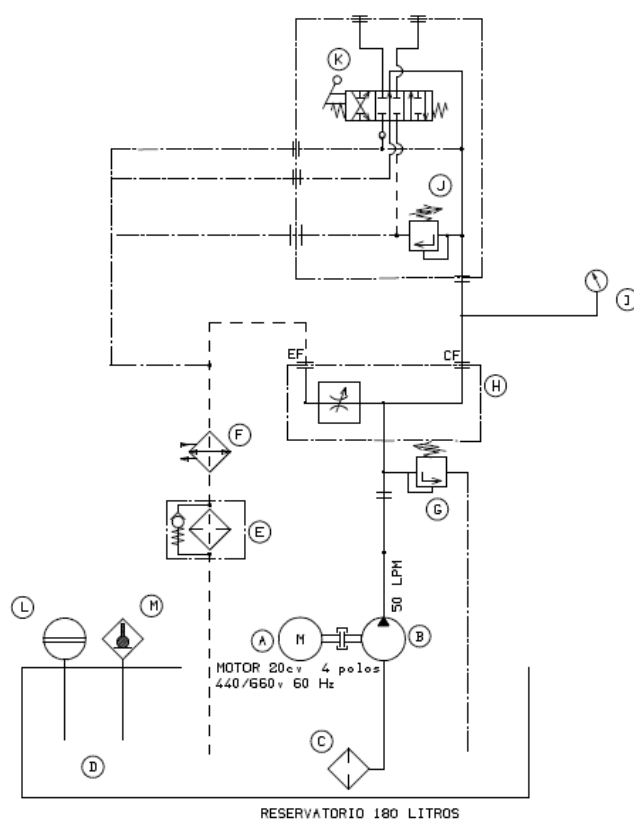 K
J
I
EF
CF
H
F
G
E
50 LPM
L
M
A
M
B
MOTOR 20cv 4 polos
440/660v 60 Hz
C
D
RESERVATORIO 180 LITROS